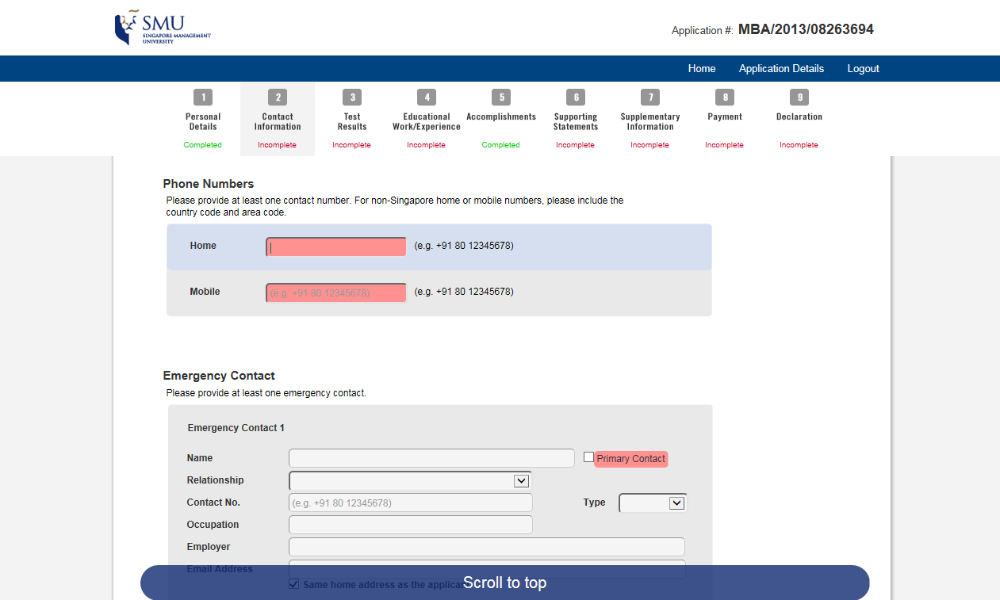 SMU
SINGAPORE MANAGEMENT
UNIVERSITY
Application #: MBA/2013/08263694
Home Application Details Logout
1 2 3 4 5 6 7 8 9
Personal Details Contact Information Test Results Educational Work/Experience Accomplishments Supporting Statements Supplementary Information Payment Declaration
Completed Incomplete Incomplete Incomplete Completed Incomplete Incomplete Incomplete Incomplete
Phone Numbers
Please provide at least one contact number. For non-Singapore home or mobile numbers, please include the
country code and area code.
Home (e.g. +91 80 12345678)
Mobile (e.g. +91 80 12345678) (e.g. +91 80 12345678)
Emergency Contact
Please provide at least one emergency contact.
Emergency Contact 1
Name Primary Contact
Relationship
Contact No. (e.g. +91 80 12345678) Type
Occupation
Employer
Email Address
Scroll to top
Same home address as the